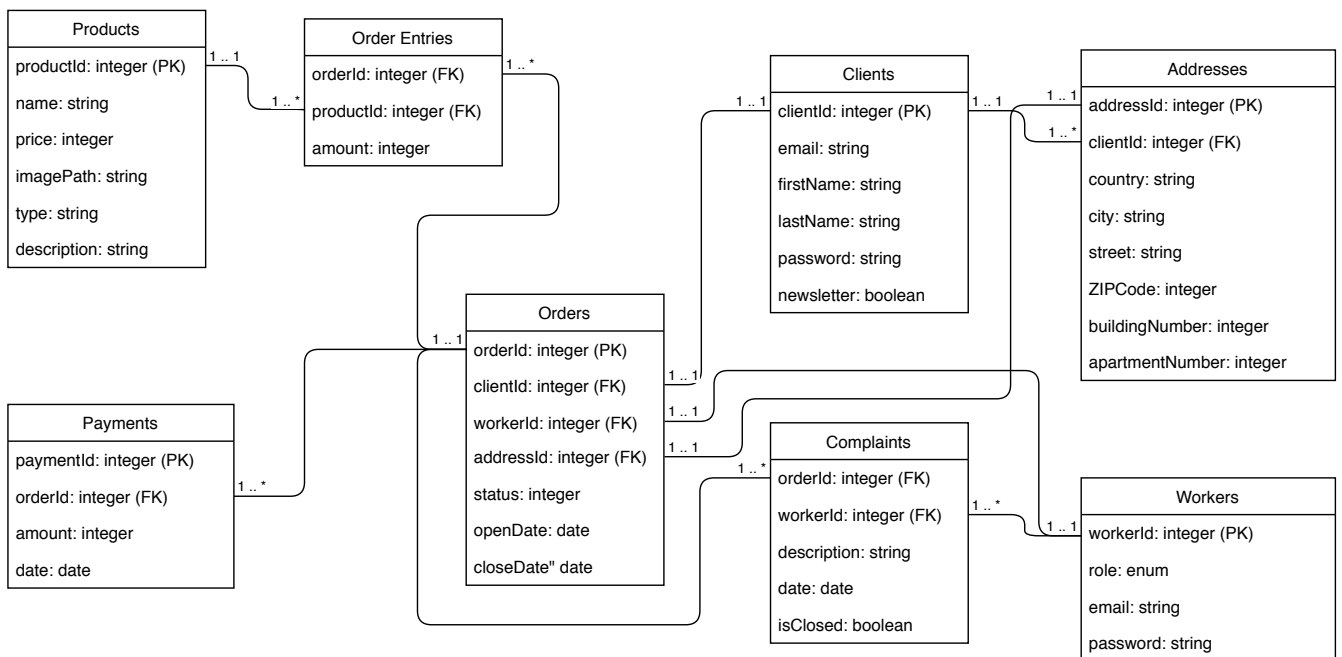 Products
productId: integer (PK)
name: string
price: integer
imagePath: string
type: string
description: string
1 .. 1
1 .. *
Order Entries
orderId: integer (FK)
productId: integer (FK)
amount: integer
1 .. *
Clients
clientId: integer (PK)
email: string
firstName: string
lastName: string
password: string
newsletter: boolean
1 .. 1
1 .. 1
Addresses
addressId: integer (PK)
clientId: integer (FK)
country: string
city: string
street: string
ZIPCode: integer
buildingNumber: integer
apartmentNumber: integer
1 .. 1
1 .. *
Orders
orderId: integer (PK)
clientId: integer (FK)
workerId: integer (FK)
addressId: integer (FK)
status: integer
openDate: date
closeDate" date
1 .. 1
1 .. 1
1 .. 1
1 .. 1
Payments
paymentId: integer (PK)
orderId: integer (FK)
amount: integer
date: date
1 .. *
Complaints
orderId: integer (FK)
workerId: integer (FK)
description: string
date: date
isClosed: boolean
1 .. *
1 .. *
Workers
workerId: integer (PK)
role: enum
email: string
password: string
1 .. 1